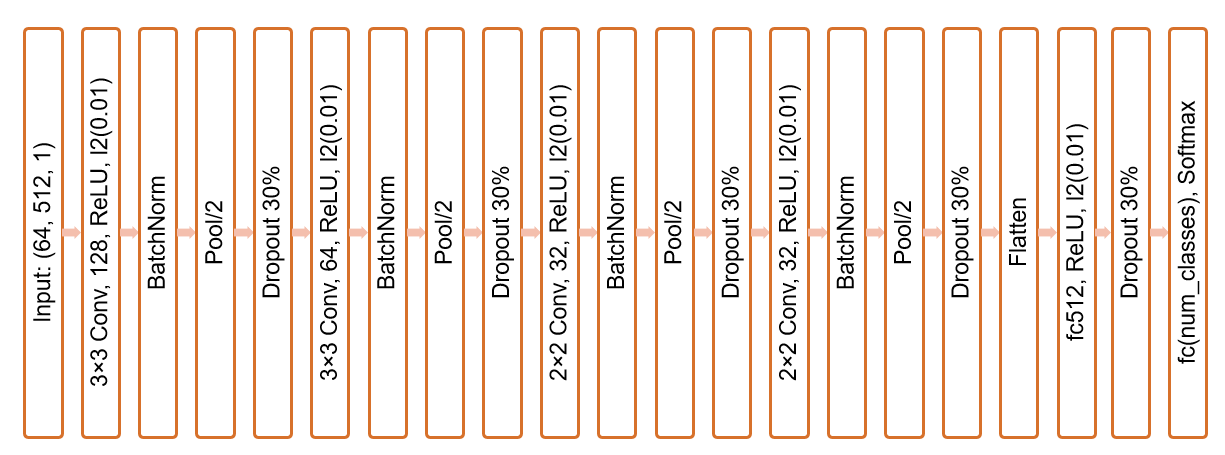 Input: (64, 512, 1)
3×3 Conv, 128, ReLU, l2(0.01)
BatchNorm
Pool/2
Dropout 30%
3×3 Conv, 64, ReLU, l2(0.01)
BatchNorm
Pool/2
Dropout 30%
2×2 Conv, 32, ReLU, l2(0.01)
BatchNorm
Pool/2
Dropout 30%
2×2 Conv, 32, ReLU, l2(0.01)
BatchNorm
Pool/2
Dropout 30%
Flatten
fc512, ReLU, l2(0.01)
Dropout 30%
fc(num_classes), Softmax